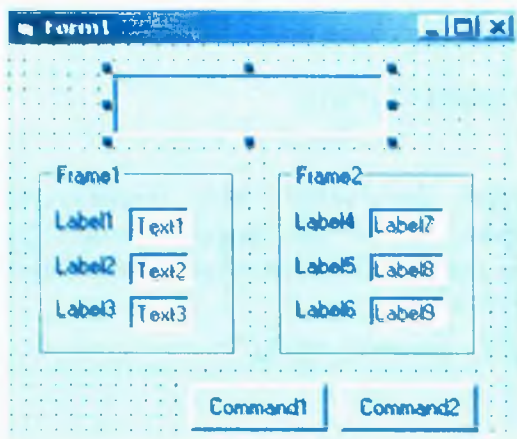 Form1
Frame1
Label1 Text1
Label2 Text2
Label3 Text3
Frame2
Label4 Label7
Label5 Label8
Label6 Label9
Command1 Command2